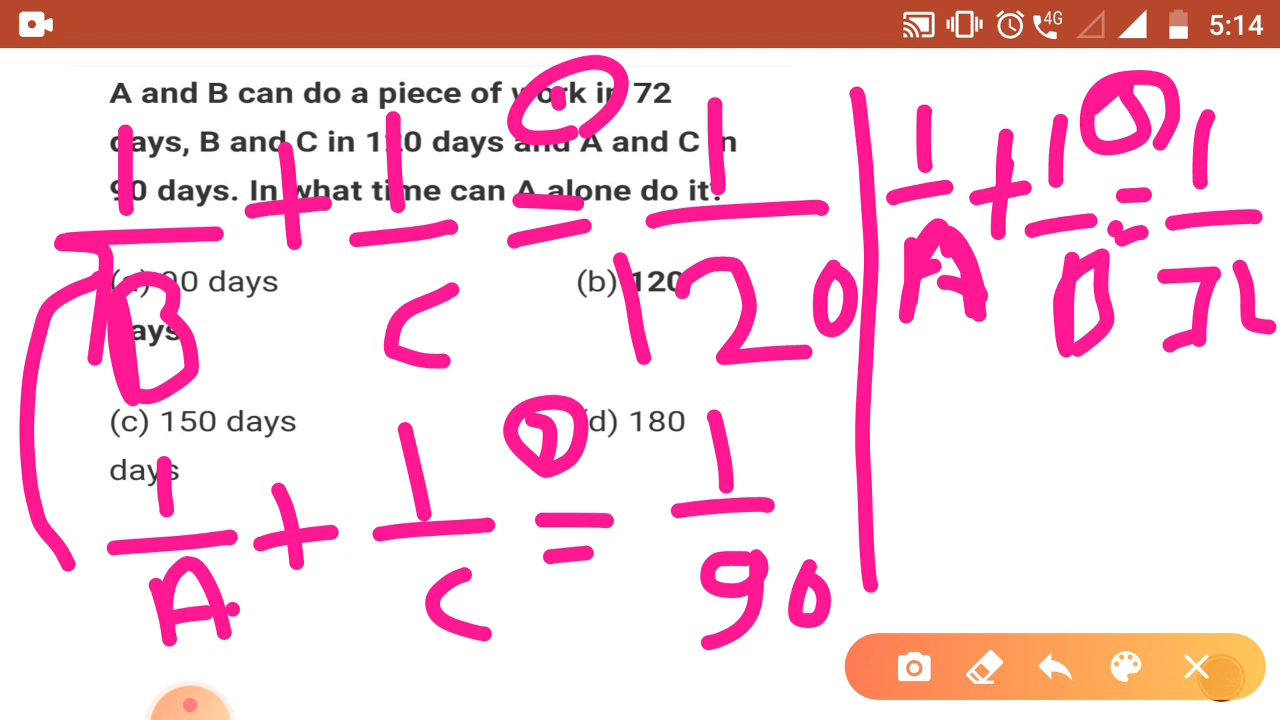 4G 5:14
A and B can do a piece of work in 72
days, B and C in 120 days and A and C in
90 days. In what time can A alone do it?
1/B + 1/C = 1/120
1/A + 1/B = 1/72
(a) 90 days (b) 120
days
(c) 150 days (d) 180
days
1/A + 1/C = 1/90